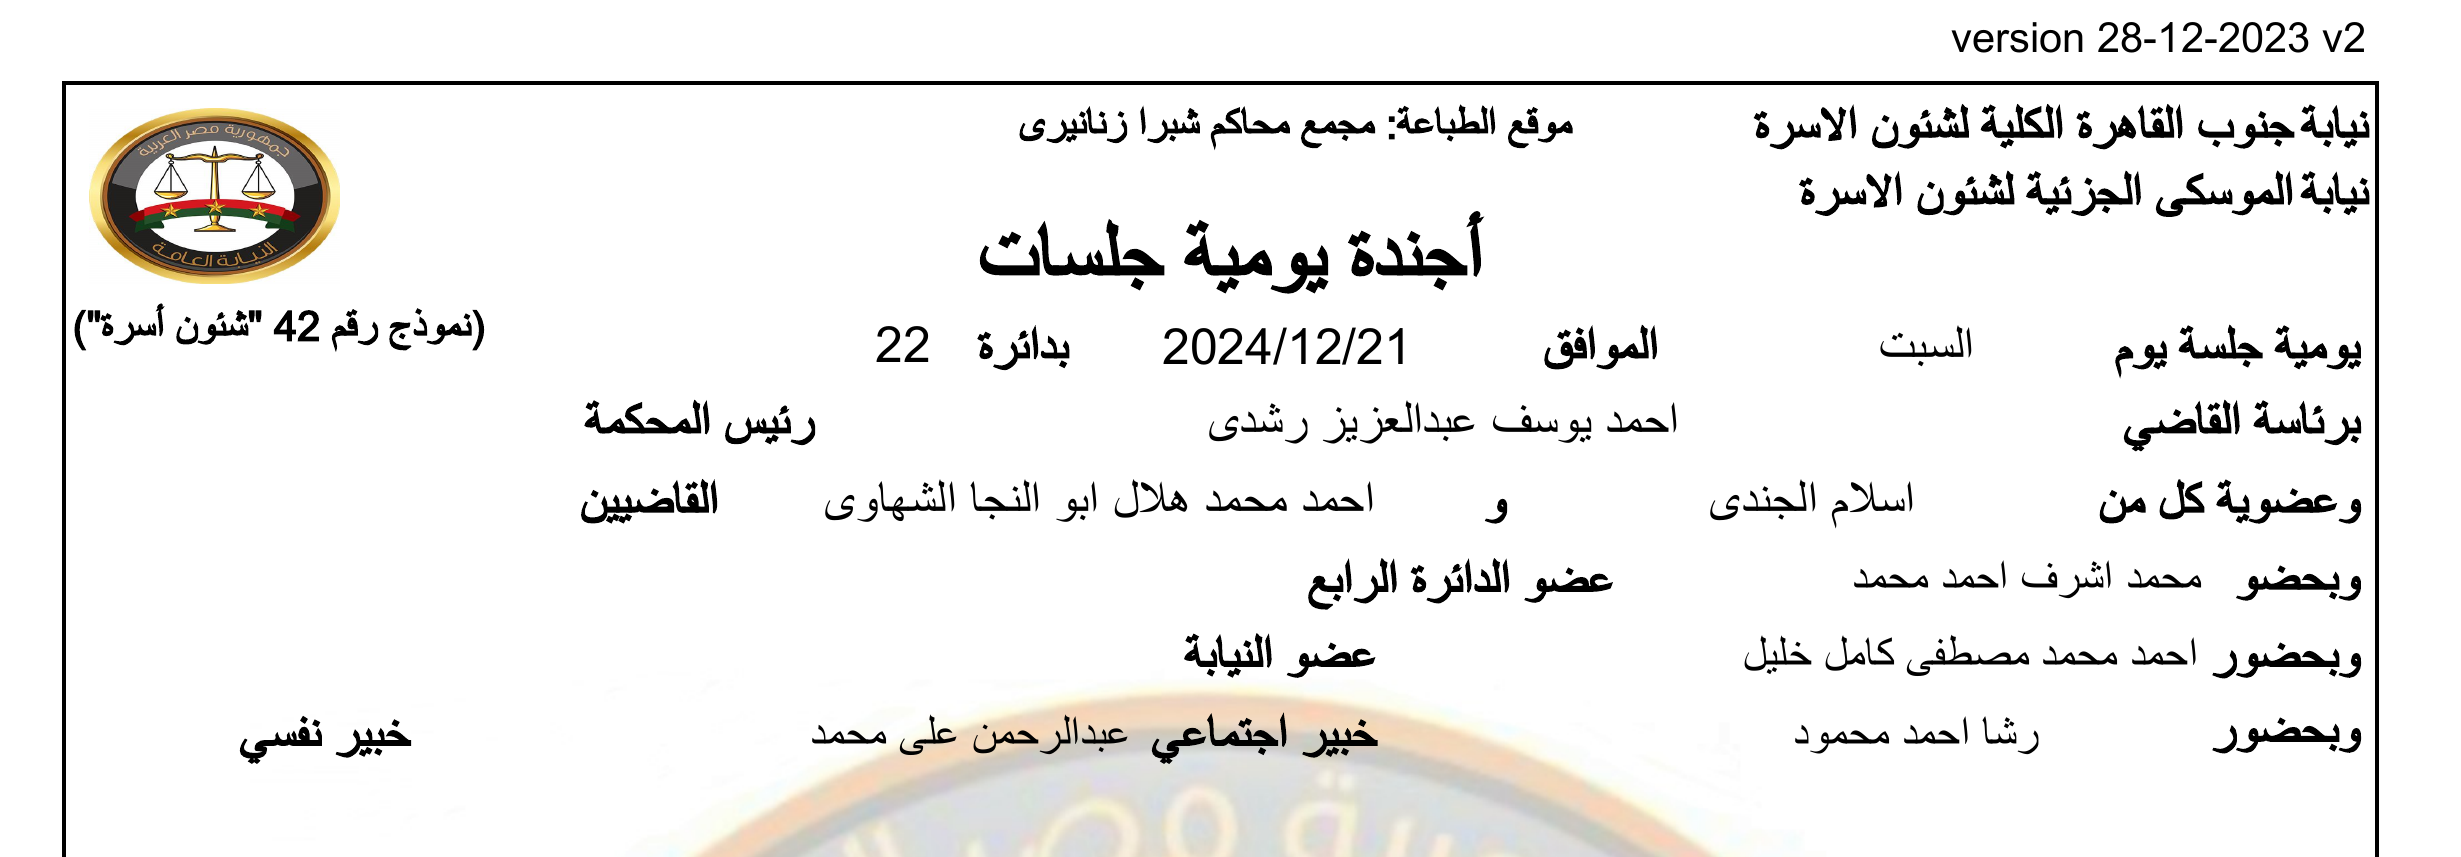 version 28-12-2023 v2
نيابة جنوب القاهرة الكلية لشئون الاسرة موقع الطباعة: مجمع محاكم شبرا زنانيرى
جمهورية مصر العربية
نيابة الموسكى الجزئية لشئون الاسرة
النيابة العامة
أجندة يومية جلسات
(نموذج رقم 42 "شئون أسرة")
يومية جلسة يوم السبت الموافق 2024/12/21 بدائرة 22
برئاسة القاضي احمد يوسف عبدالعزيز رشدى رئيس المحكمة
وعضوية كل من اسلام الجندى و احمد محمد هلال ابو النجا الشهاوى القاضيين
وبحضو محمد اشرف احمد محمد عضو الدائرة الرابع
وبحضور احمد محمد مصطفى كامل خليل عضو النيابة
وبحضور رشا احمد محمود خبير اجتماعي عبدالرحمن على محمد خبير نفسي